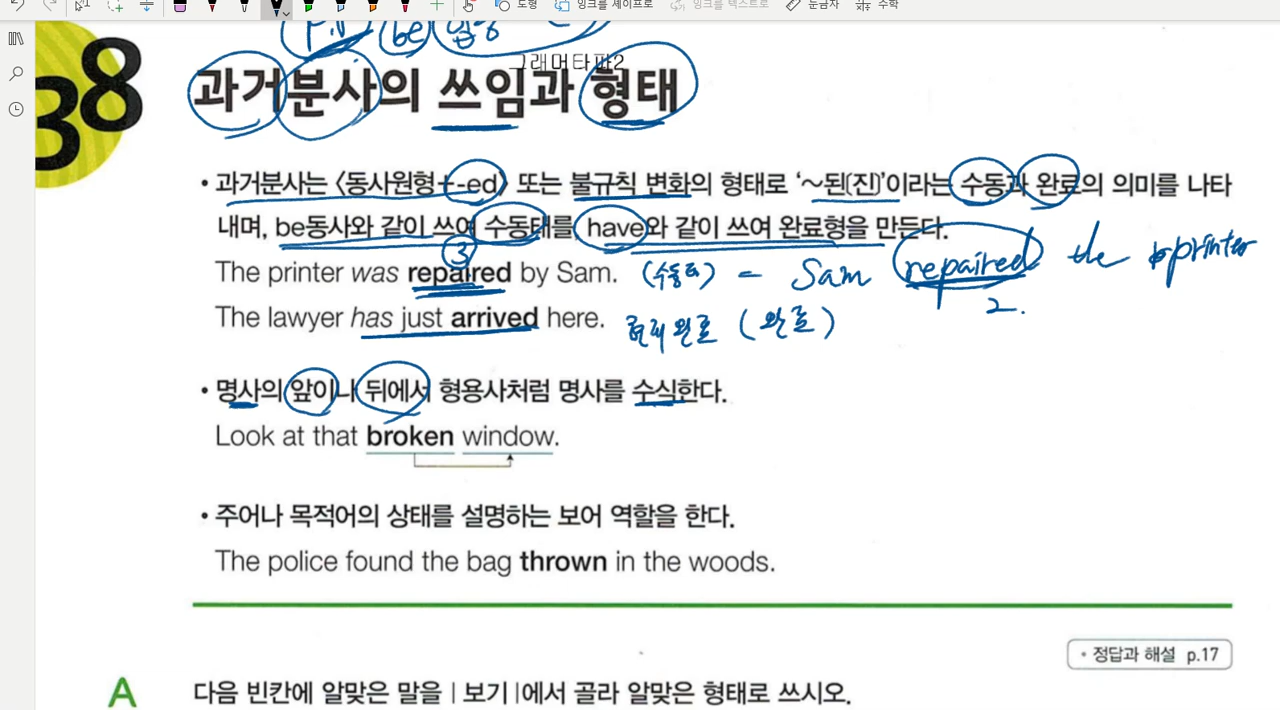 도형 잉크를 셰이프로 잉크를 텍스트로 눈금자 수학
P.P be
그래머타파2
38 과거분사의 쓰임과 형태
• 과거분사는 〈동사원형+-ed〉 또는 불규칙 변화의 형태로 ‘~된(진)’이라는 수동과 완료의 의미를 나타
내며, be동사와 같이 쓰여 수동태를, have와 같이 쓰여 완료형을 만든다.
③
The printer was repaired by Sam. (수동태) = Sam repaired the printer
2.
The lawyer has just arrived here. 현재완료 (완료)
• 명사의 앞이나 뒤에서 형용사처럼 명사를 수식한다.
Look at that broken window.
• 주어나 목적어의 상태를 설명하는 보어 역할을 한다.
The police found the bag thrown in the woods.
• 정답과 해설 p.17
A 다음 빈칸에 알맞은 말을 | 보기 |에서 골라 알맞은 형태로 쓰시오.